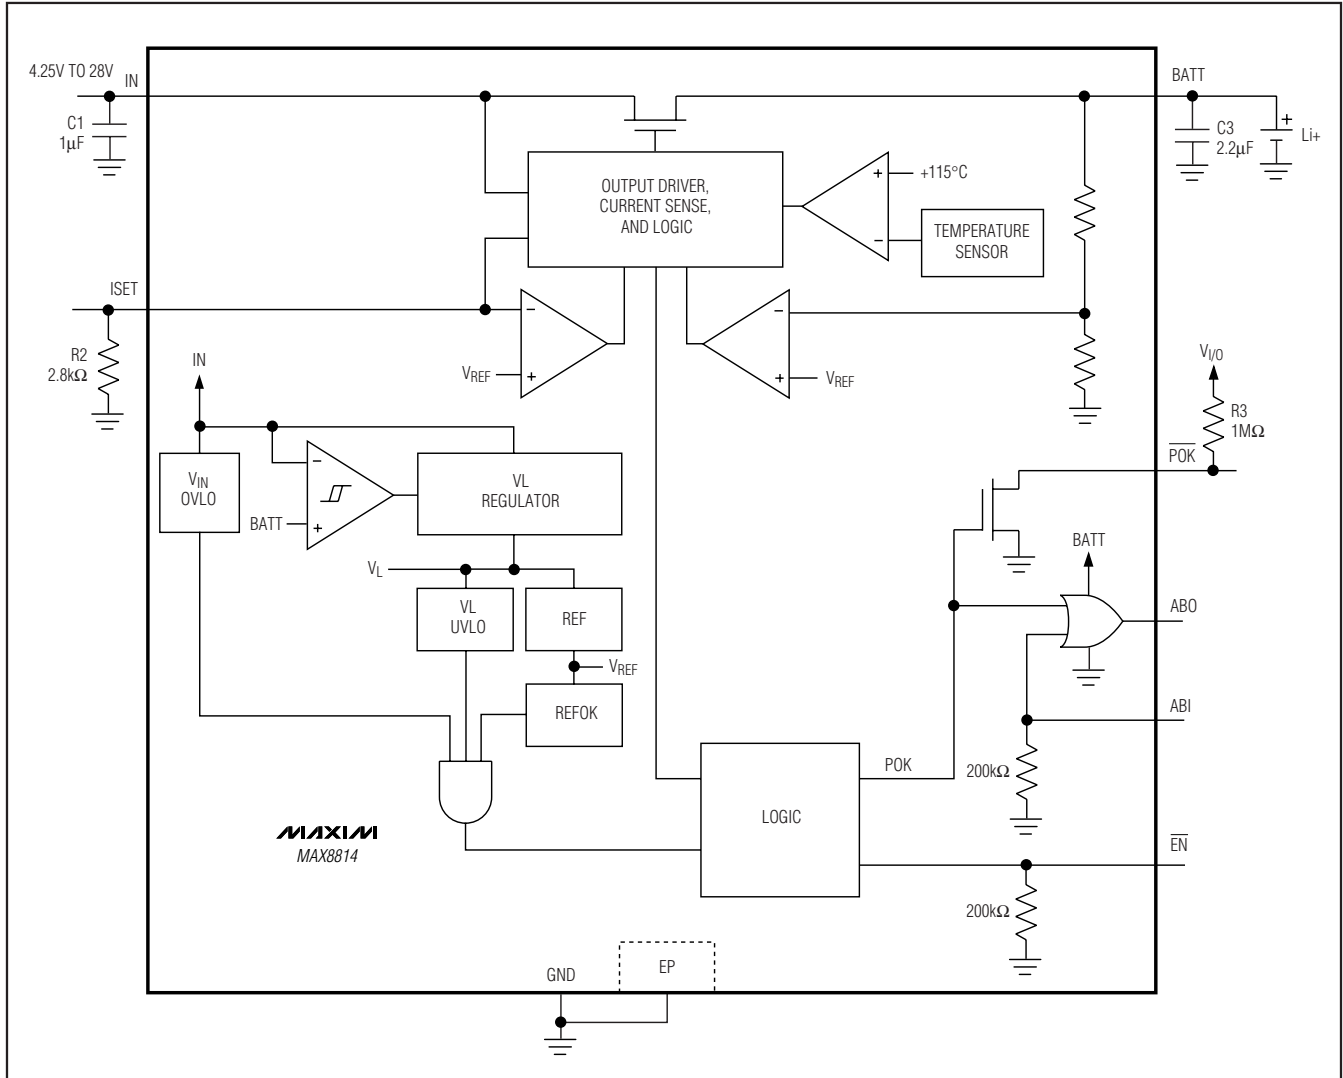 4.25V TO 28V
IN
BATT
C1
1µF
C3
2.2µF
+
Li+
OUTPUT DRIVER,
CURRENT SENSE,
AND LOGIC
+
+115°C
−
TEMPERATURE
SENSOR
ISET
−
+
VREF
−
+
VREF
R2
2.8kΩ
IN
VI/O
R3
1MΩ
POK
VIN
OVLO
−
+
BATT
VL
REGULATOR
VL
VL
UVLO
REF
VREF
REFOK
BATT
ABO
ABI
200kΩ
POK
LOGIC
EN
200kΩ
MAXIM
MAX8814
GND
EP